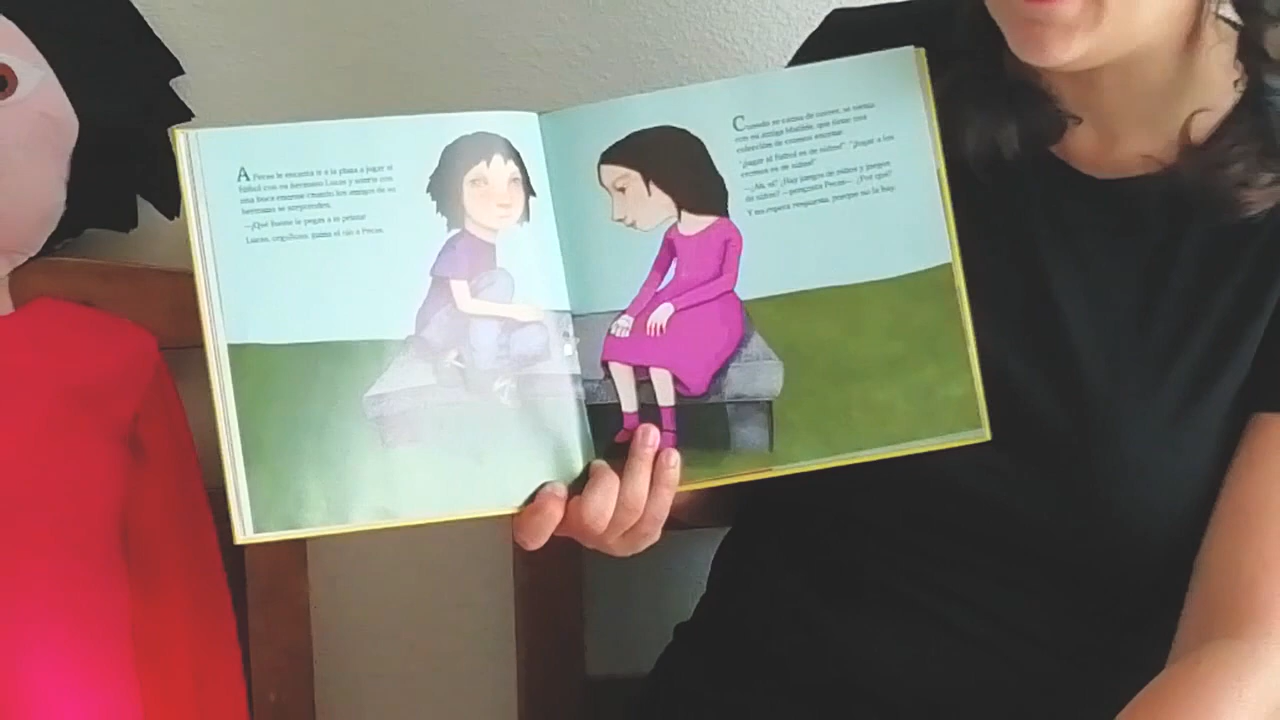 A Pecas le encanta ir a la plaza a jugar al
fútbol con su hermano Lucas y sonríe con
una boca enorme cuando los amigos de su
hermano se sorprenden.
—¡Qué fuerte le pegas a la pelota!
Lucas, orgulloso, guiña el ojo a Pecas.
Cuando se cansa de correr, se sienta
con mi amiga Matilde, que tiene una
colección de cromos enorme.
"¡Jugar al fútbol es de niños!". "¡Jugar a los
cromos es de niñas!"
—¿Ah, sí? ¿Hay juegos de niños y juegos
de niñas? —pregunta Pecas—. ¿Por qué?
Y no espera respuesta, porque no la hay.